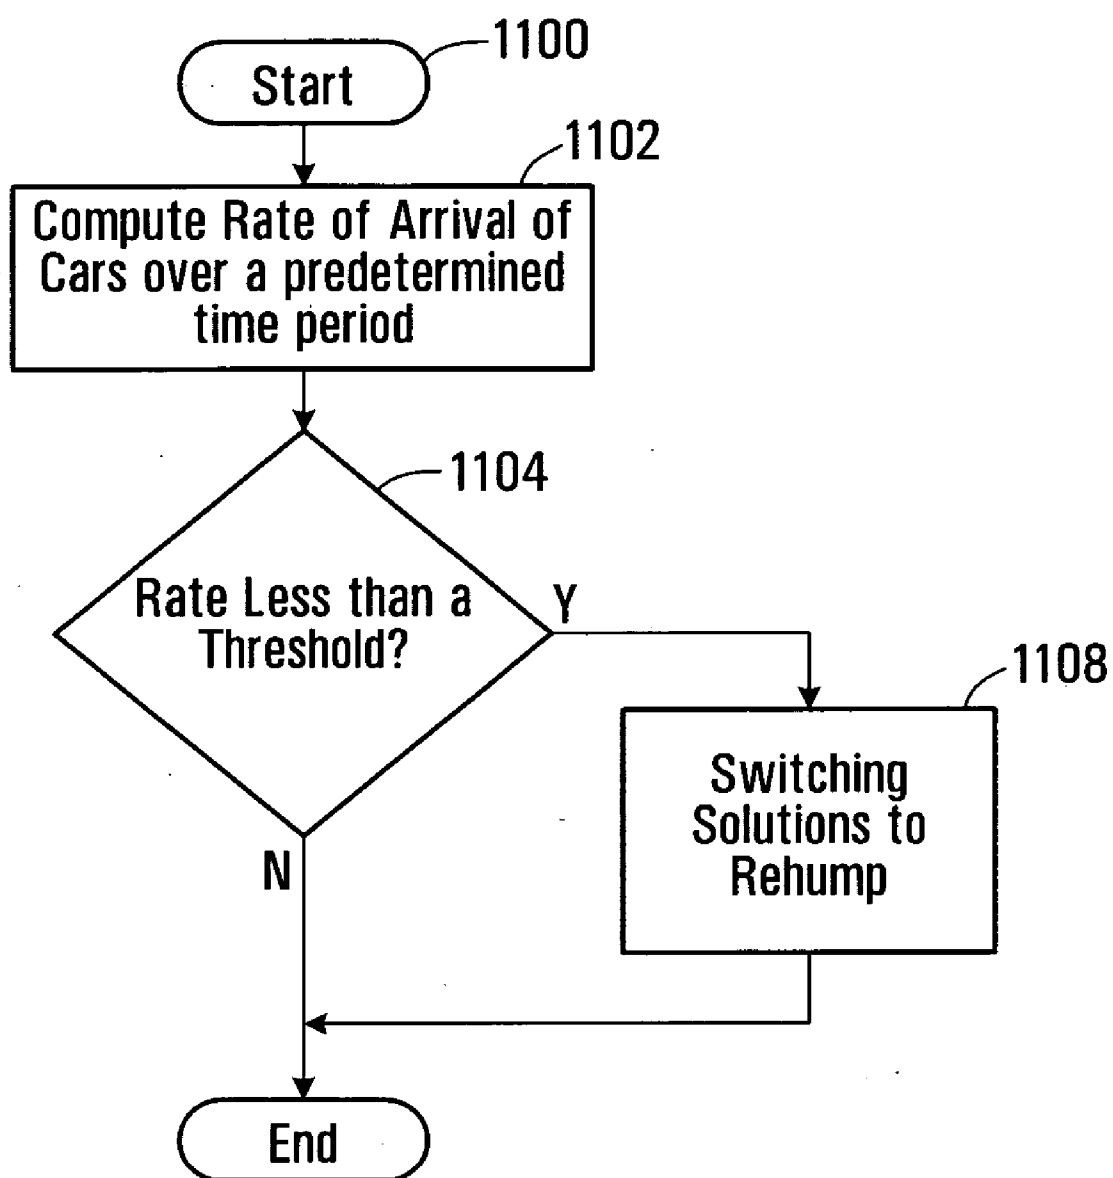 1100
Start
1102
Compute Rate of Arrival of
Cars over a predetermined
time period
1104
Rate Less than a
Threshold?
Y
1108
Switching
Solutions to
Rehump
N
End